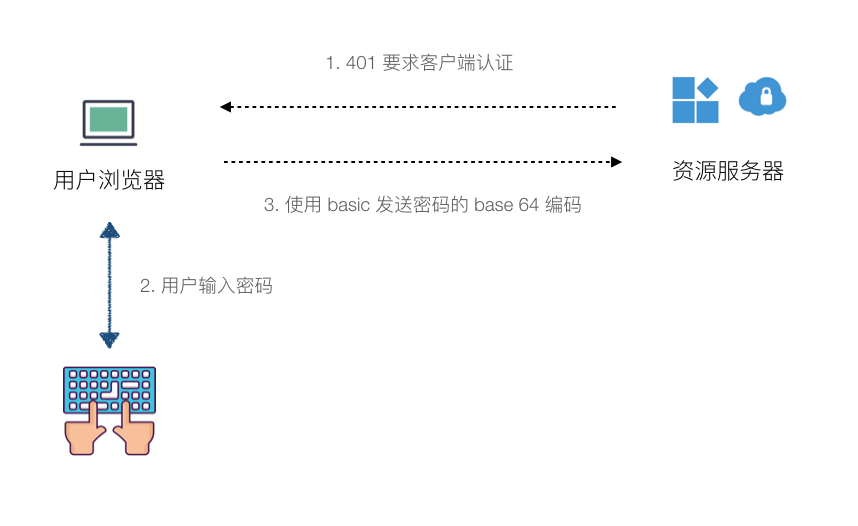 1. 401 要求客户端认证
用户浏览器
资源服务器
3. 使用 basic 发送密码的 base 64 编码
2. 用户输入密码